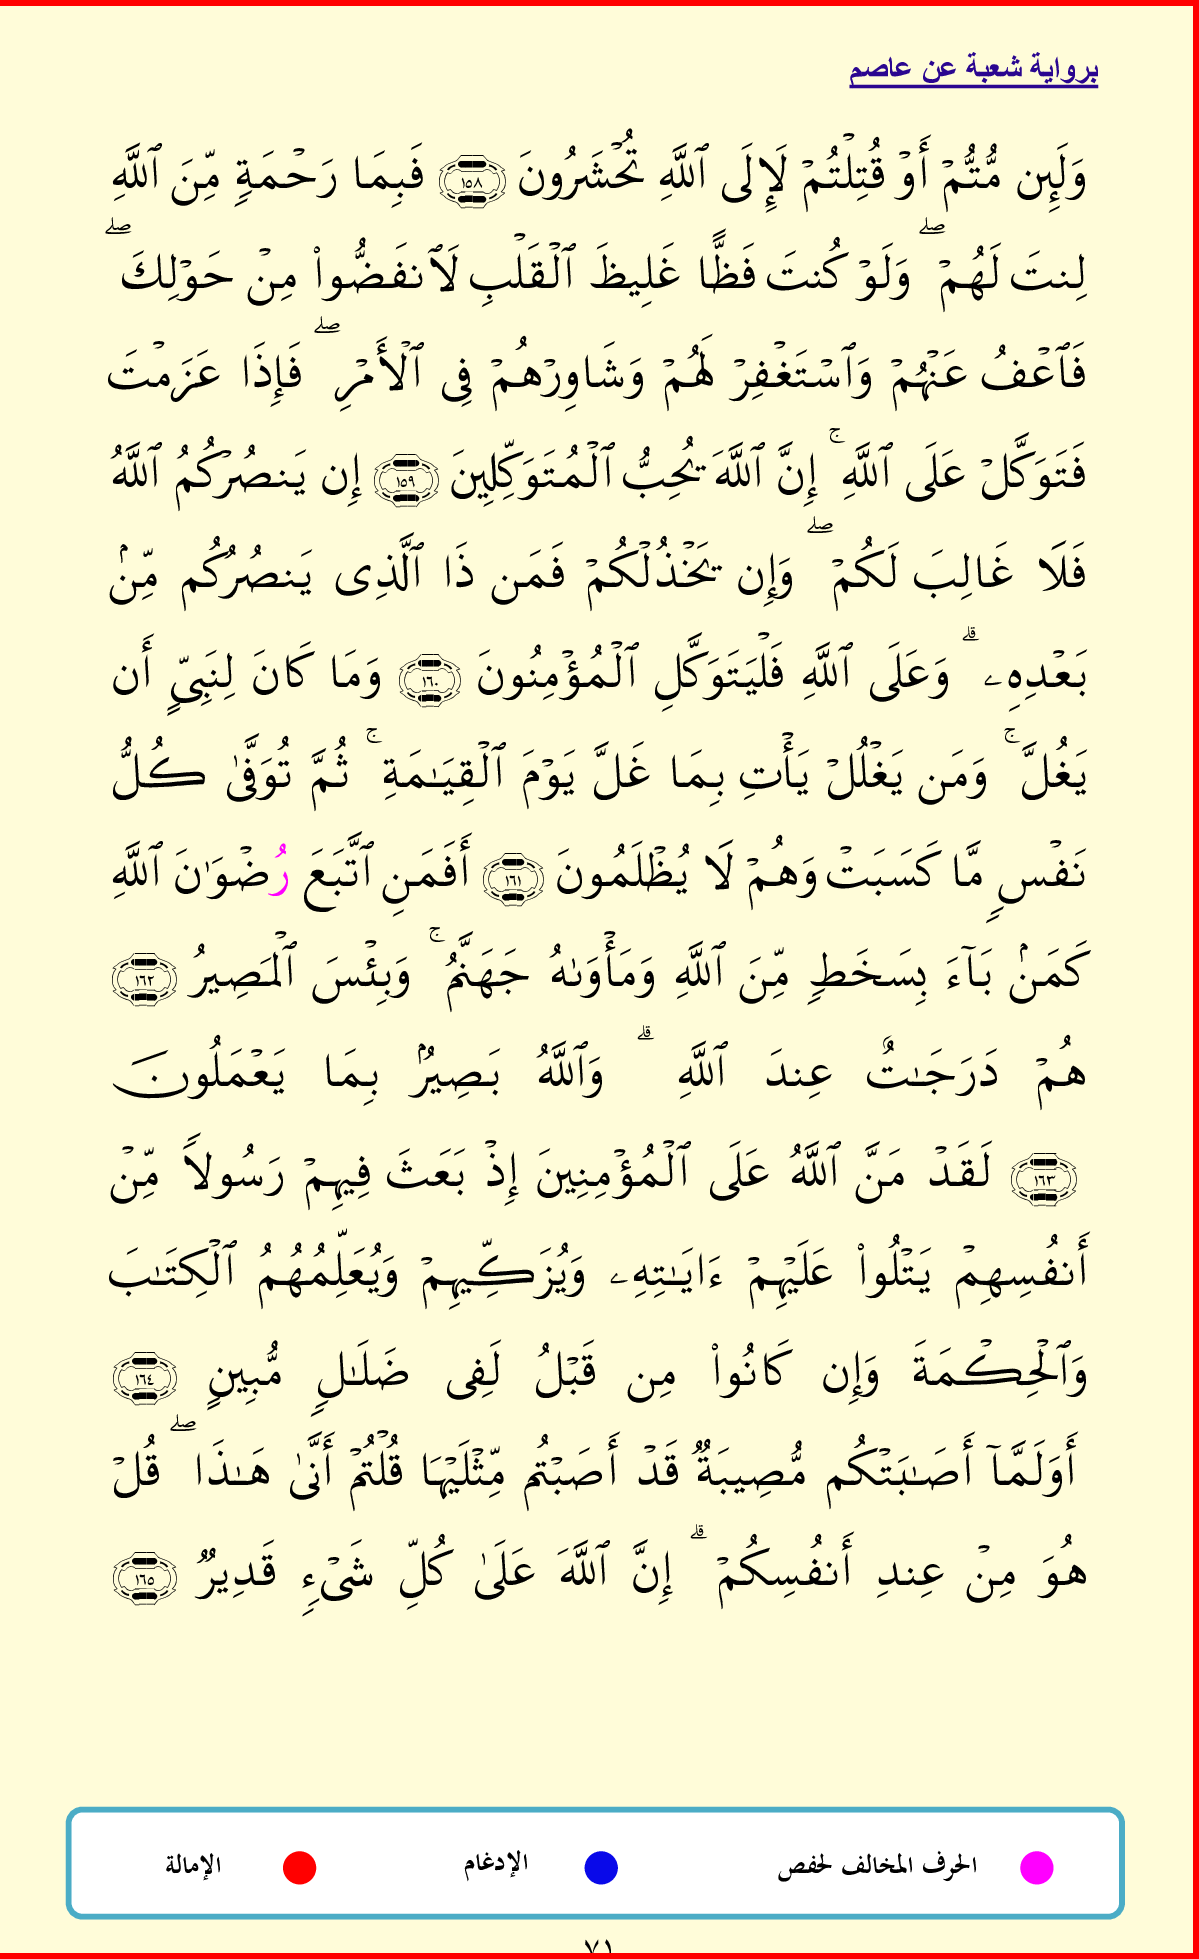 برواية شعبة عن عاصم
وَلَئِن مُّتُّمْ أَوْ قُتِلْتُمْ لَإِلَى ٱللَّهِ تُحْشَرُونَ ١٥٨ فَبِمَا رَحْمَةٍ مِّنَ ٱللَّهِ
لِنتَ لَهُمْ ۖ وَلَوْ كُنتَ فَظًّا غَلِيظَ ٱلْقَلْبِ لَٱنفَضُّوا۟ مِنْ حَوْلِكَ ۖ
فَٱعْفُ عَنْهُمْ وَٱسْتَغْفِرْ لَهُمْ وَشَاوِرْهُمْ فِى ٱلْأَمْرِ ۖ فَإِذَا عَزَمْتَ
فَتَوَكَّلْ عَلَى ٱللَّهِ ۚ إِنَّ ٱللَّهَ يُحِبُّ ٱلْمُتَوَكِّلِينَ ١٥٩ إِن يَنصُرْكُمُ ٱللَّهُ
فَلَا غَالِبَ لَكُمْ ۖ وَإِن يَخْذُلْكُمْ فَمَن ذَا ٱلَّذِى يَنصُرُكُم مِّنۢ
بَعْدِهِۦ ۗ وَعَلَى ٱللَّهِ فَلْيَتَوَكَّلِ ٱلْمُؤْمِنُونَ ١٦٠ وَمَا كَانَ لِنَبِىٍّ أَن
يَغُلَّ ۚ وَمَن يَغْلُلْ يَأْتِ بِمَا غَلَّ يَوْمَ ٱلْقِيَـٰمَةِ ۚ ثُمَّ تُوَفَّىٰ كُلُّ
نَفْسٍ مَّا كَسَبَتْ وَهُمْ لَا يُظْلَمُونَ ١٦١ أَفَمَنِ ٱتَّبَعَ رُضْوَٰنَ ٱللَّهِ
كَمَنۢ بَآءَ بِسَخَطٍ مِّنَ ٱللَّهِ وَمَأْوَىٰهُ جَهَنَّمُ ۚ وَبِئْسَ ٱلْمَصِيرُ ١٦٢
هُمْ دَرَجَـٰتٌ عِندَ ٱللَّهِ ۗ وَٱللَّهُ بَصِيرٌۢ بِمَا يَعْمَلُونَ
١٦٣ لَقَدْ مَنَّ ٱللَّهُ عَلَى ٱلْمُؤْمِنِينَ إِذْ بَعَثَ فِيهِمْ رَسُولًا مِّنْ
أَنفُسِهِمْ يَتْلُوا۟ عَلَيْهِمْ ءَايَـٰتِهِۦ وَيُزَكِّيهِمْ وَيُعَلِّمُهُمُ ٱلْكِتَـٰبَ
وَٱلْحِكْمَةَ وَإِن كَانُوا۟ مِن قَبْلُ لَفِى ضَلَـٰلٍ مُّبِينٍ ١٦٤
أَوَلَمَّآ أَصَـٰبَتْكُم مُّصِيبَةٌ قَدْ أَصَبْتُم مِّثْلَيْهَا قُلْتُمْ أَنَّىٰ هَـٰذَا ۖ قُلْ
هُوَ مِنْ عِندِ أَنفُسِكُمْ ۗ إِنَّ ٱللَّهَ عَلَىٰ كُلِّ شَىْءٍ قَدِيرٌ ١٦٥
الحرف المخالف لحفص الإدغام الإمالة
٧١